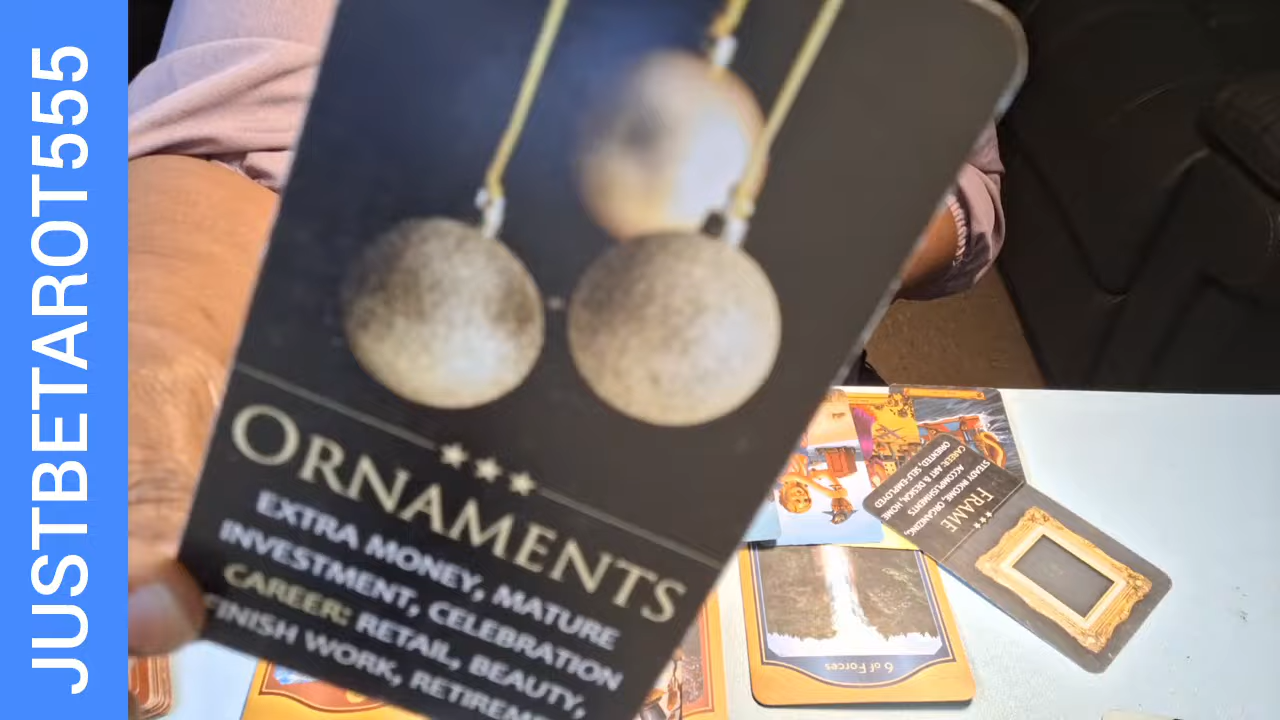 JUSTBETAROT555
ORNAMENTS
EXTRA MONEY, MATURE
INVESTMENT, CELEBRATION
CAREER: RETAIL, BEAUTY,
FINISH WORK,
FRAME
STEADY INCOME, ORGANIZING,
ACCOMPLISHMENTS
CAREER: ART & DESIGN, HOME
ORIENTED, SELF-EMPLOYED
6 of Forces